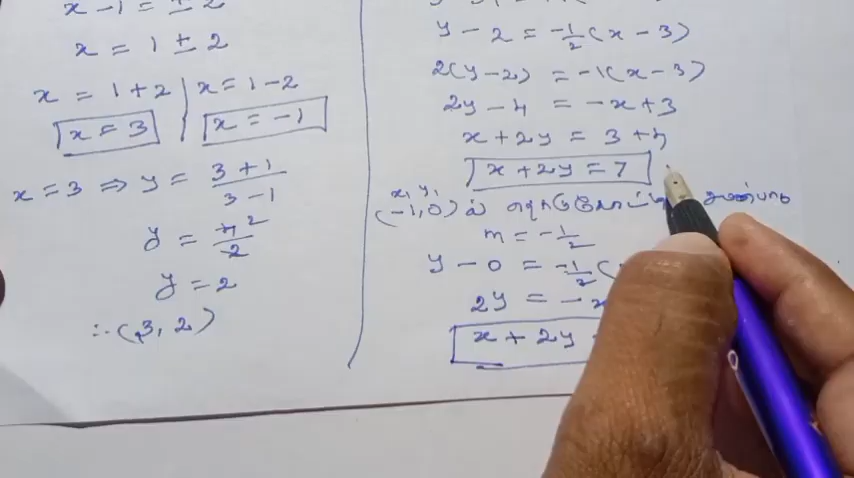 x - 1 = ± 2
x = 1 ± 2
x = 1 + 2 | x = 1 - 2
x = 3 | x = -1
x = 3 ⇒ y = (3 + 1)/(3 - 1)
y = 4/2 2
y = 2
∴ (3, 2)
y - 2 = -1/2 (x - 3)
2(y - 2) = -1(x - 3)
2y - 4 = -x + 3
x + 2y = 3 + 4
x + 2y = 7
x, y,
(-1, 0) ல்
m = -1/2
y - 0 = -1/2 (
2y = -x
x + 2y